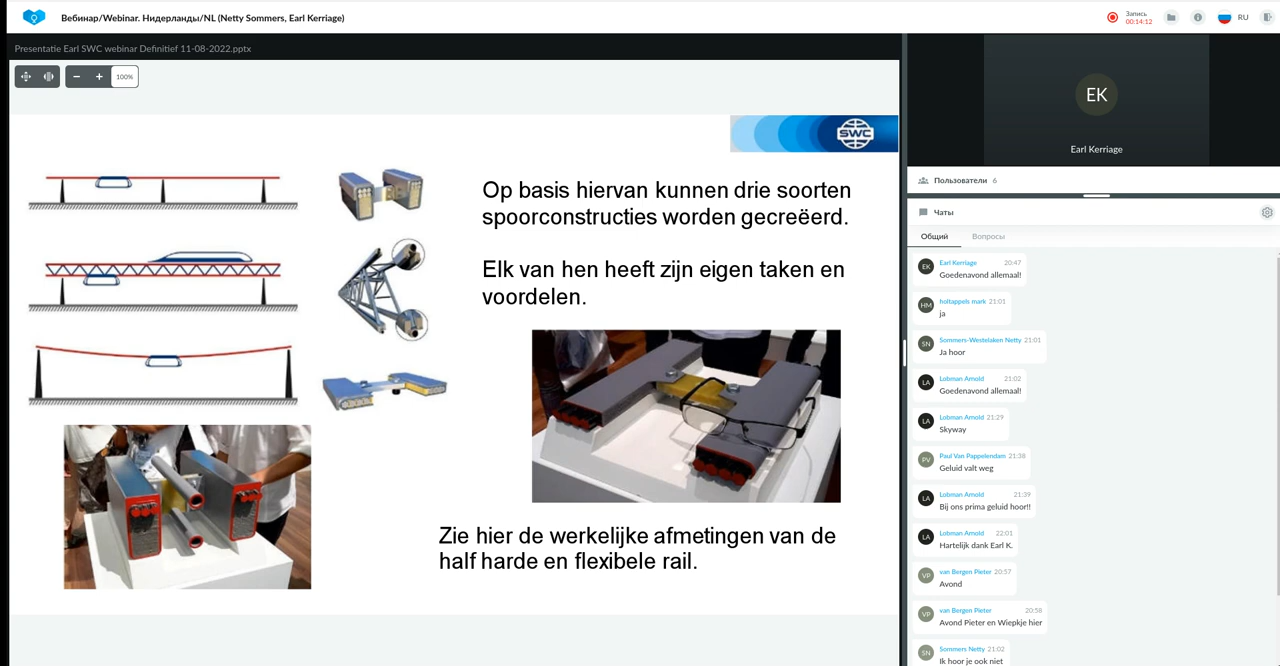 Вебинар/Webinar. Нидерланды/NL (Netty Sommers, Earl Kerriage)
Запись
00:14:12
RU
Presentatie Earl SWC webinar Definitief 11-08-2022.pptx
100%
SWC
Op basis hiervan kunnen drie soorten
spoorconstructies worden gecreëerd.
Elk van hen heeft zijn eigen taken en
voordelen.
Zie hier de werkelijke afmetingen van de
half harde en flexibele rail.
EK
Earl Kerriage
Пользователи 6
Чаты
Общий Вопросы
EK Earl Kerriage 20:47
Goedenavond allemaal!
HM holtappels mark 21:01
ja
SN Sommers-Westelaken Netty 21:01
Ja hoor
LA Lobman Arnold 21:02
Goedenavond allemaal!
LA Lobman Arnold 21:29
Skyway
PV Paul Van Pappelendam 21:38
Geluid valt weg
LA Lobman Arnold 21:39
Bij ons prima geluid hoor!!
LA Lobman Arnold 22:01
Hartelijk dank Earl K.
VP van Bergen Pieter 20:57
Avond
VP van Bergen Pieter 20:58
Avond Pieter en Wiepkje hier
SN Sommers Netty 21:02
Ik hoor je ook niet